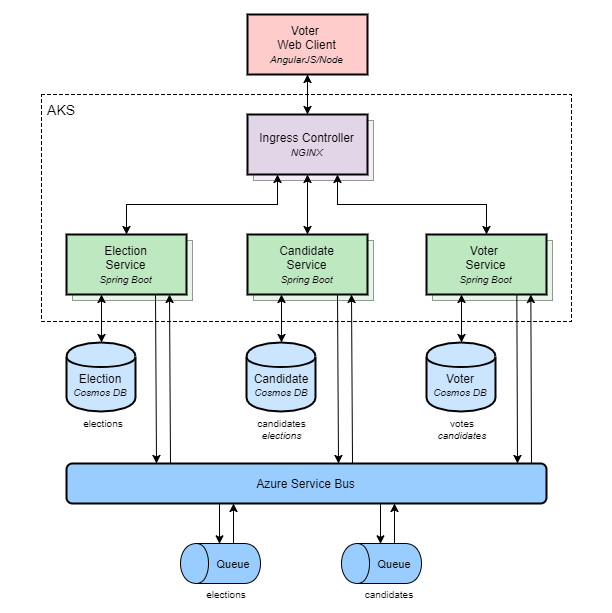 Voter
Web Client
AngularJS/Node
AKS
Ingress Controller
NGINX
Election
Service
Spring Boot
Candidate
Service
Spring Boot
Voter
Service
Spring Boot
Election
Cosmos DB
elections
Candidate
Cosmos DB
candidates
elections
Voter
Cosmos DB
votes
candidates
Azure Service Bus
Queue
elections
Queue
candidates